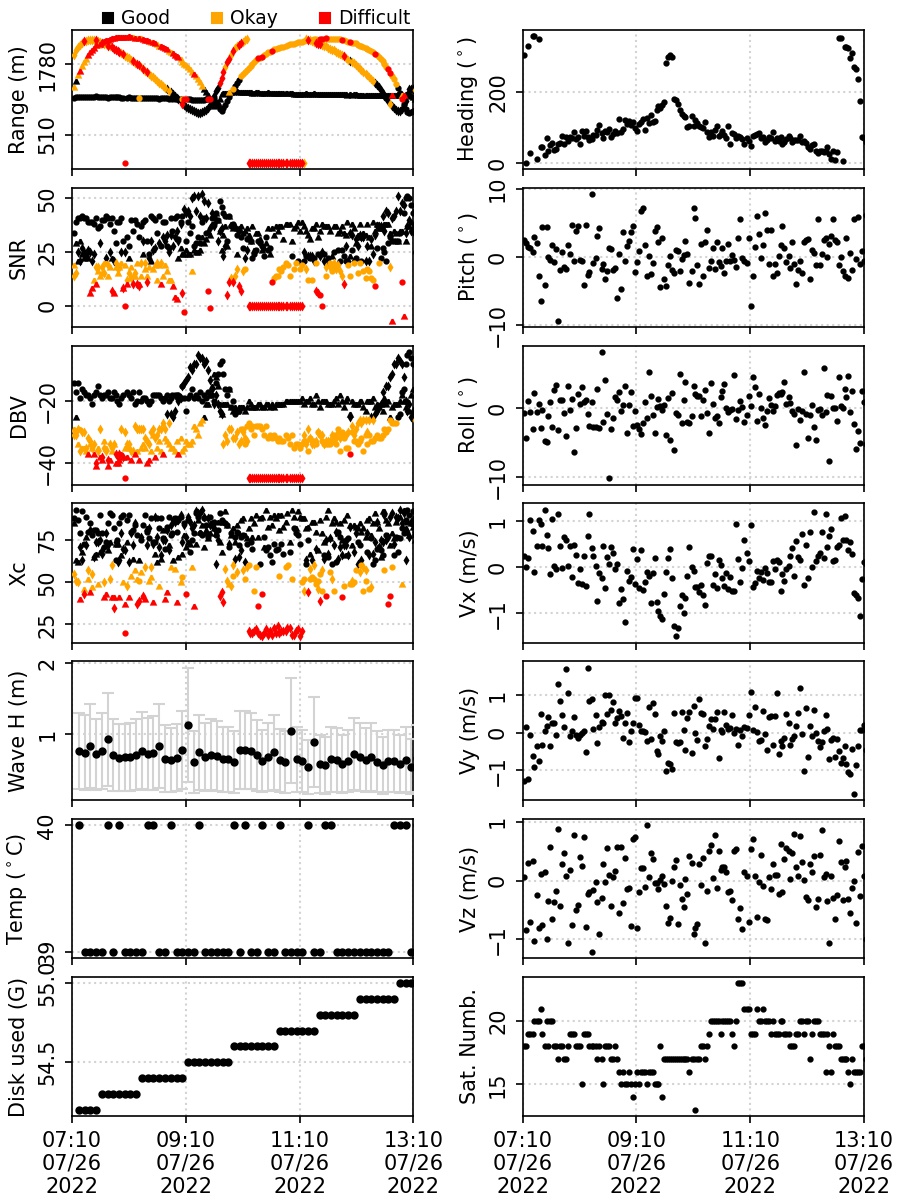 Good Okay Difficult
Range (m)
1780
510
Heading ( ° )
200
0
SNR
50
25
0
Pitch ( ° )
10
0
−10
DBV
−20
−40
Roll ( ° )
0
−10
Xc
75
50
25
Vx (m/s)
1
0
−1
Wave H (m)
2
1
Vy (m/s)
1
0
−1
Temp ( ° C)
40
39
Vz (m/s)
1
0
−1
Disk used (G)
55.0
54.5
Sat. Numb.
20
15
07:10 09:10 11:10 13:10 07:10 09:10 11:10 13:10
07/26 07/26 07/26 07/26 07/26 07/26 07/26 07/26
2022 2022 2022 2022 2022 2022 2022 2022